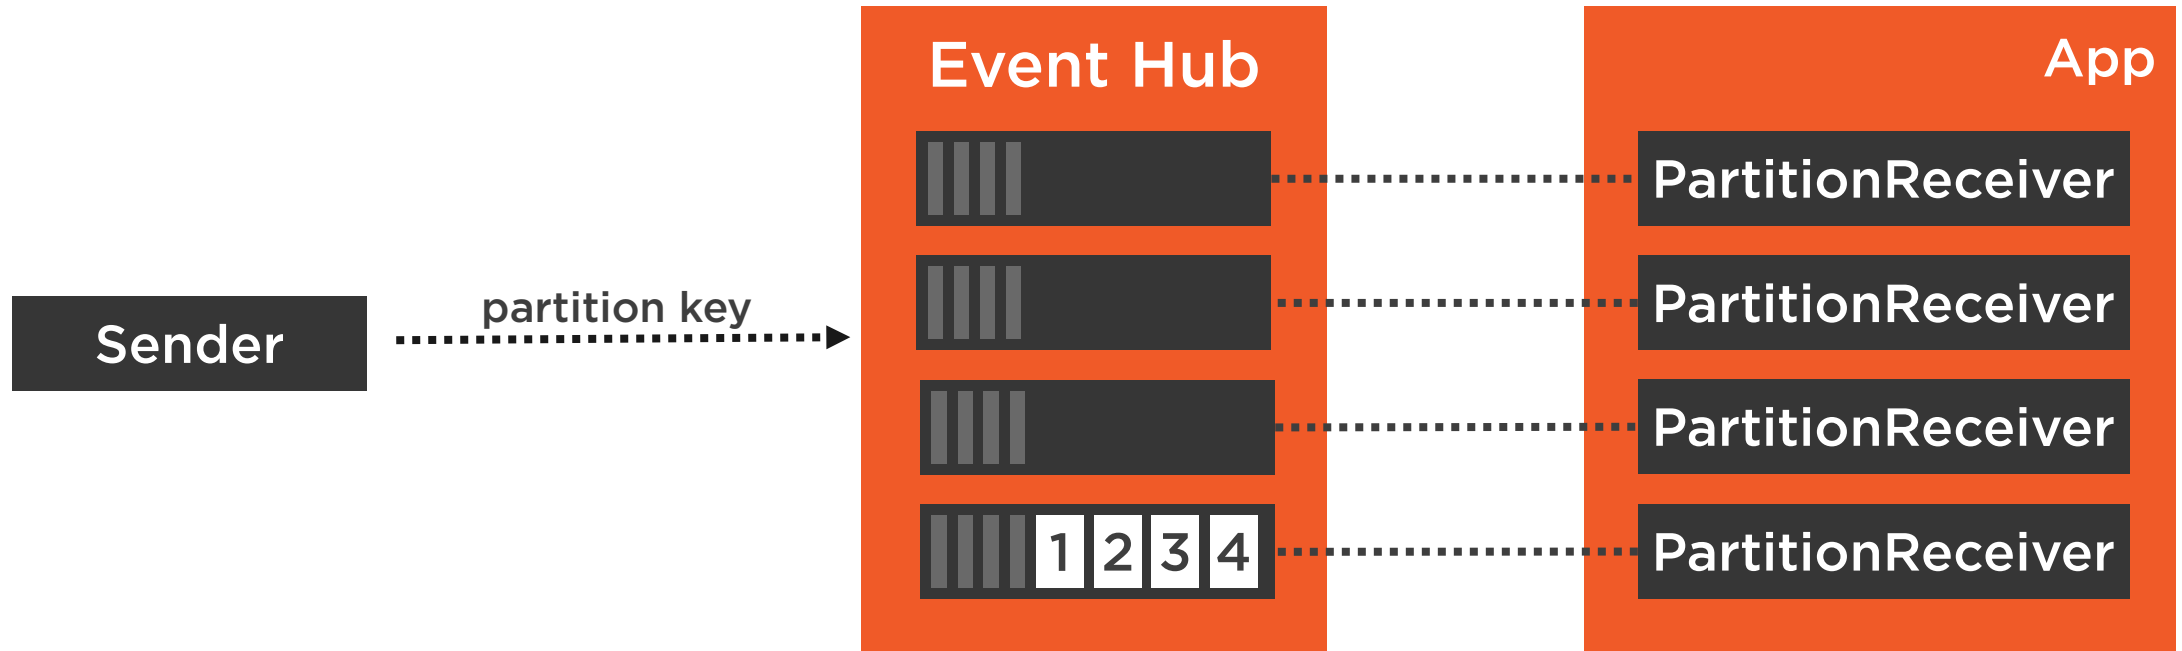 Event Hub
App
Sender
partition key
PartitionReceiver
PartitionReceiver
PartitionReceiver
1 2 3 4
PartitionReceiver